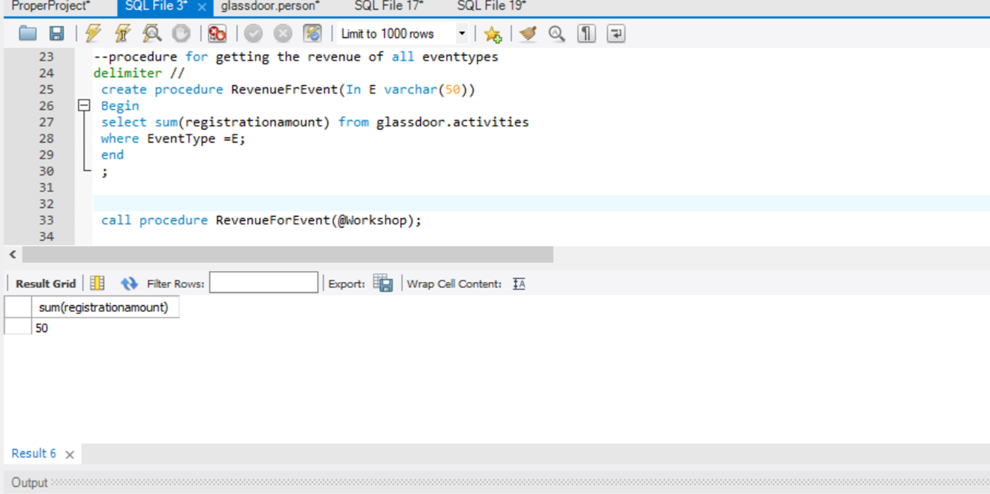 ProperProject* SQL File 3* × glassdoor.person* SQL File 17* SQL File 19*
Limit to 1000 rows
23 --procedure for getting the revenue of all eventtypes
24 delimiter //
25 create procedure RevenueFrEvent(In E varchar(50))
26 Begin
27 select sum(registrationamount) from glassdoor.activities
28 where EventType =E;
29 end
30 ;
31
32
33 call procedure RevenueForEvent(@Workshop);
34
Result Grid Filter Rows: Export: Wrap Cell Content: IA
sum(registrationamount)
50
Result 6 ×
Output